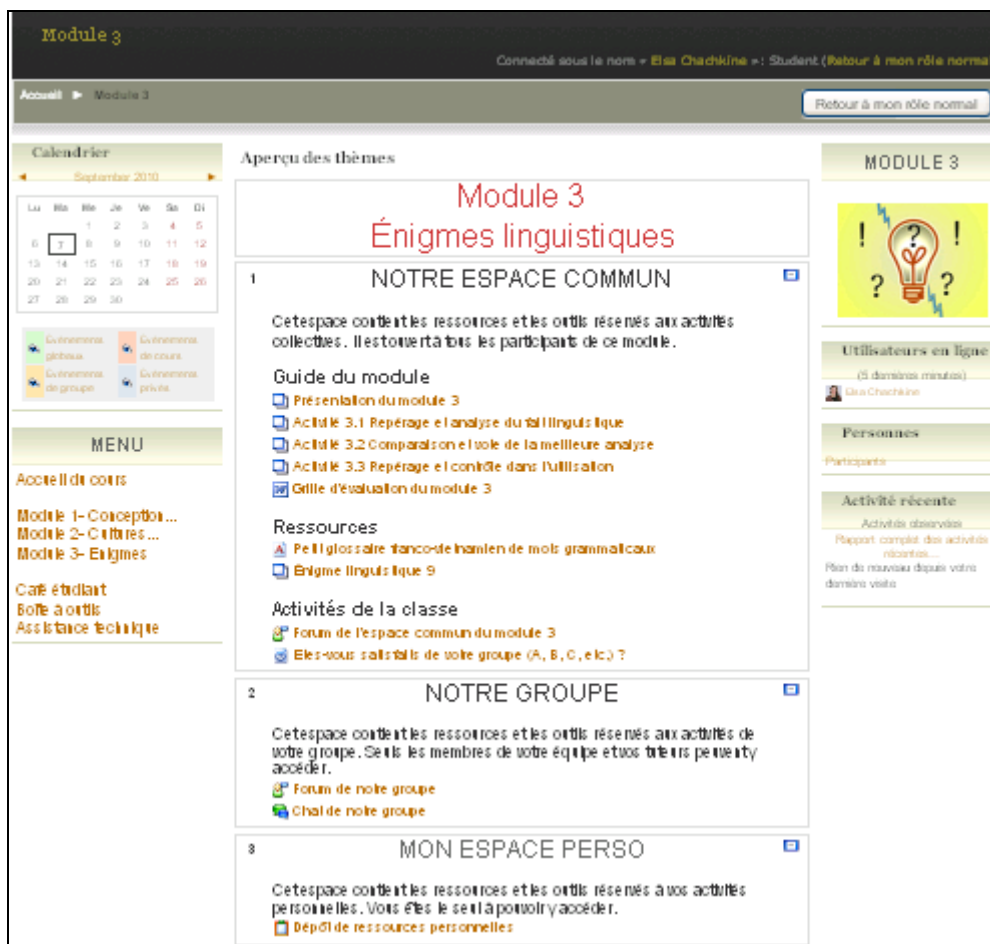 Module 3
Connecté sous le nom « Elsa Chachkine » : Student (Retour à mon rôle norma
Accueil ► Module 3
Retour à mon rôle normal
Calendrier
◄ September 2010 ►
Lu Ma Me Je Ve Sa Di
1 2 3 4 5
6 7 8 9 10 11 12
13 14 15 16 17 18 19
20 21 22 23 24 25 26
27 28 29 30
Evénements globaux
Evénements de cours
Evénements de groupe
Evénements privés
MENU
Accueil du cours
Module 1- Conception...
Module 2- Cultures...
Module 3- Enigmes
Café étudiant
Boîte à outils
Assistance technique
Aperçu des thèmes
Module 3
Énigmes linguistiques
1
NOTRE ESPACE COMMUN
Cet espace contient les ressources et les outils réservés aux activités
collectives. Il est ouvert à tous les participants de ce module.
Guide du module
Présentation du module 3
Activité 3.1 Repérage et analyse du fait linguistique
Activité 3.2 Comparaison et vote de la meilleure analyse
Activité 3.3 Repérage et contrôle dans l'utilisation
Grille d'évaluation du module 3
Ressources
Petit glossaire franco-vietnamien de mots grammaticaux
Énigme linguistique 9
Activités de la classe
Forum de l'espace commun du module 3
Etes-vous satisfaits de votre groupe (A, B, C, etc.) ?
2
NOTRE GROUPE
Cet espace contient les ressources et les outils réservés aux activités de
votre groupe. Seuls les membres de votre équipe et vos tuteurs peuvent y
accéder.
Forum de notre groupe
Chat de notre groupe
3
MON ESPACE PERSO
Cet espace contient les ressources et les outils réservés à vos activités
personnelles. Vous êtes le seul à pouvoir y accéder.
Dépôt de ressources personnelles
MODULE 3
! ? !
? ?
Utilisateurs en ligne
(5 dernières minutes)
Elsa Chachkine
Personnes
Participants
Activité récente
Activités observées
Rapport complet des activités
récentes...
Rien de nouveau depuis votre
dernière visite